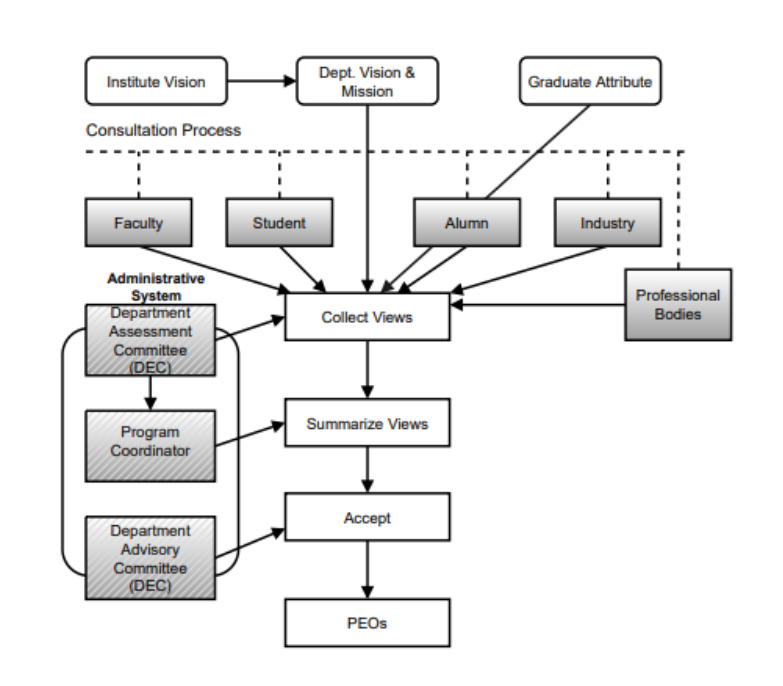 Institute Vision
Dept. Vision &
Mission
Graduate Attribute
Consultation Process
Faculty
Student
Alumn
Industry
Professional
Bodies
Administrative
System
Department
Assessment
Committee
(DEC)
Collect Views
Program
Coordinator
Summarize Views
Department
Advisory
Committee
(DEC)
Accept
PEOs